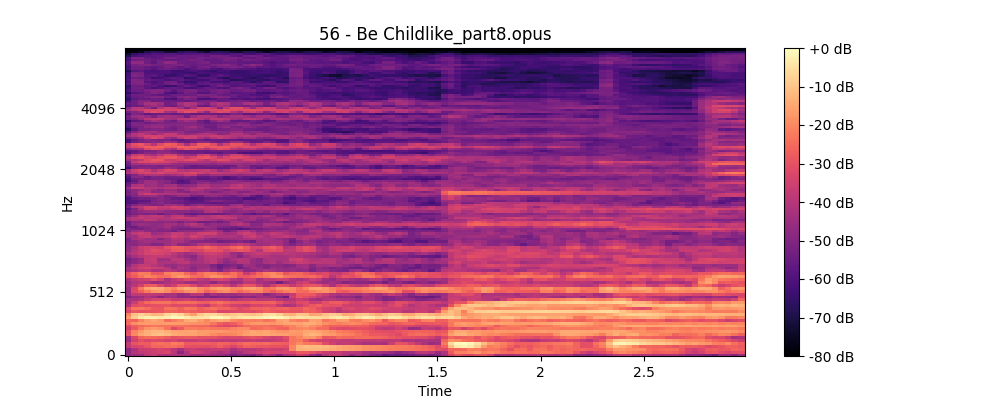 56 - Be Childlike_part8.opus
Hz
4096
2048
1024
512
0
0
0.5
1
1.5
2
2.5
Time
+0 dB
-10 dB
-20 dB
-30 dB
-40 dB
-50 dB
-60 dB
-70 dB
-80 dB